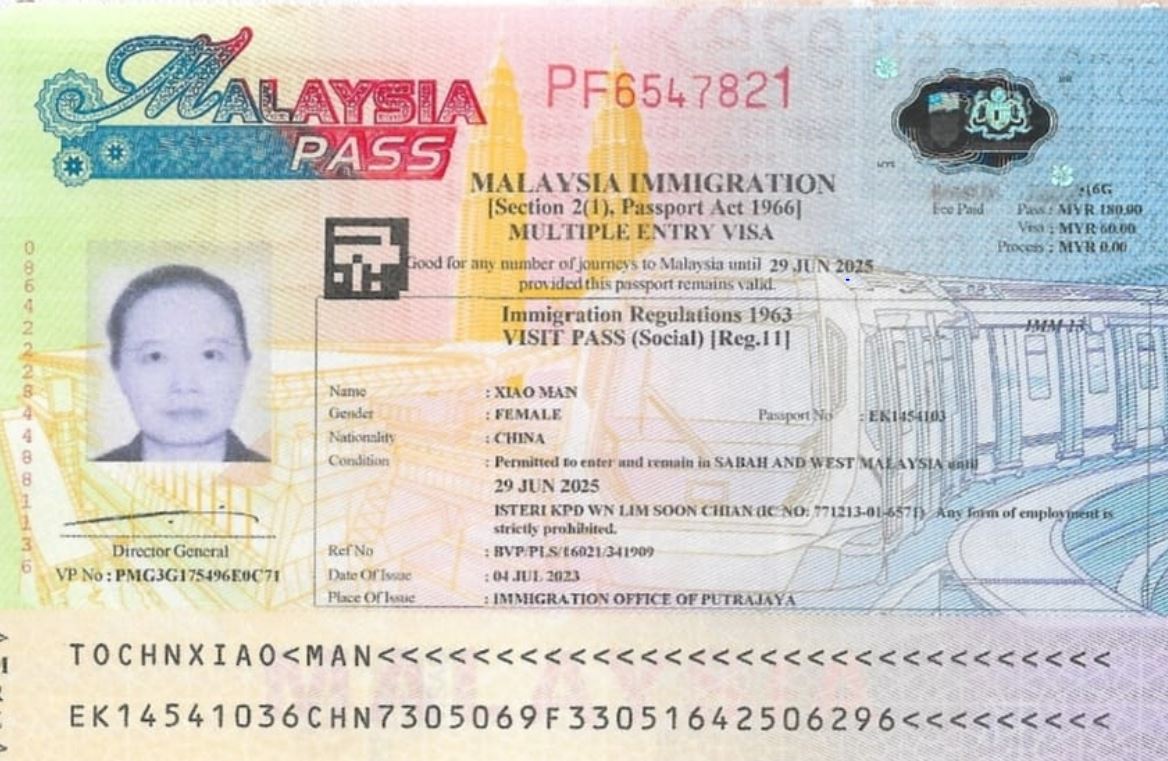 MALAYSIA
PASS
PF6547821
MALAYSIA IMMIGRATION
[Section 2(1), Passport Act 1966]
MULTIPLE ENTRY VISA
Good for any number of journeys to Malaysia until 29 JUN 2025
provided this passport remains valid.
Fee Paid Pass : MYR 180.00
Visa : MYR 60.00
Process : MYR 0.00
Immigration Regulations 1963
VISIT PASS (Social) [Reg.11]
IMM 13
Name : XIAO MAN
Gender : FEMALE Passport No : EK1454103
Nationality : CHINA
Condition : Permitted to enter and remain in SABAH AND WEST MALAYSIA until
29 JUN 2025
ISTERI KPD WN LIM SOON CHIAN (IC NO: 771213-01-6571) Any form of employment is
strictly prohibited.
Ref No : BVP/PLS/16021/341909
Date Of Issue : 04 JUL 2023
Place Of Issue : IMMIGRATION OFFICE OF PUTRAJAYA
Director General
VP No : PMG3G175496E0C71
TOCHNXIAO<MAN<<<<<<<<<<<<<<<<<<<<<<<<<<<<<<<
EK14541036CHN7305069F33051642506296<<<<<<<<<